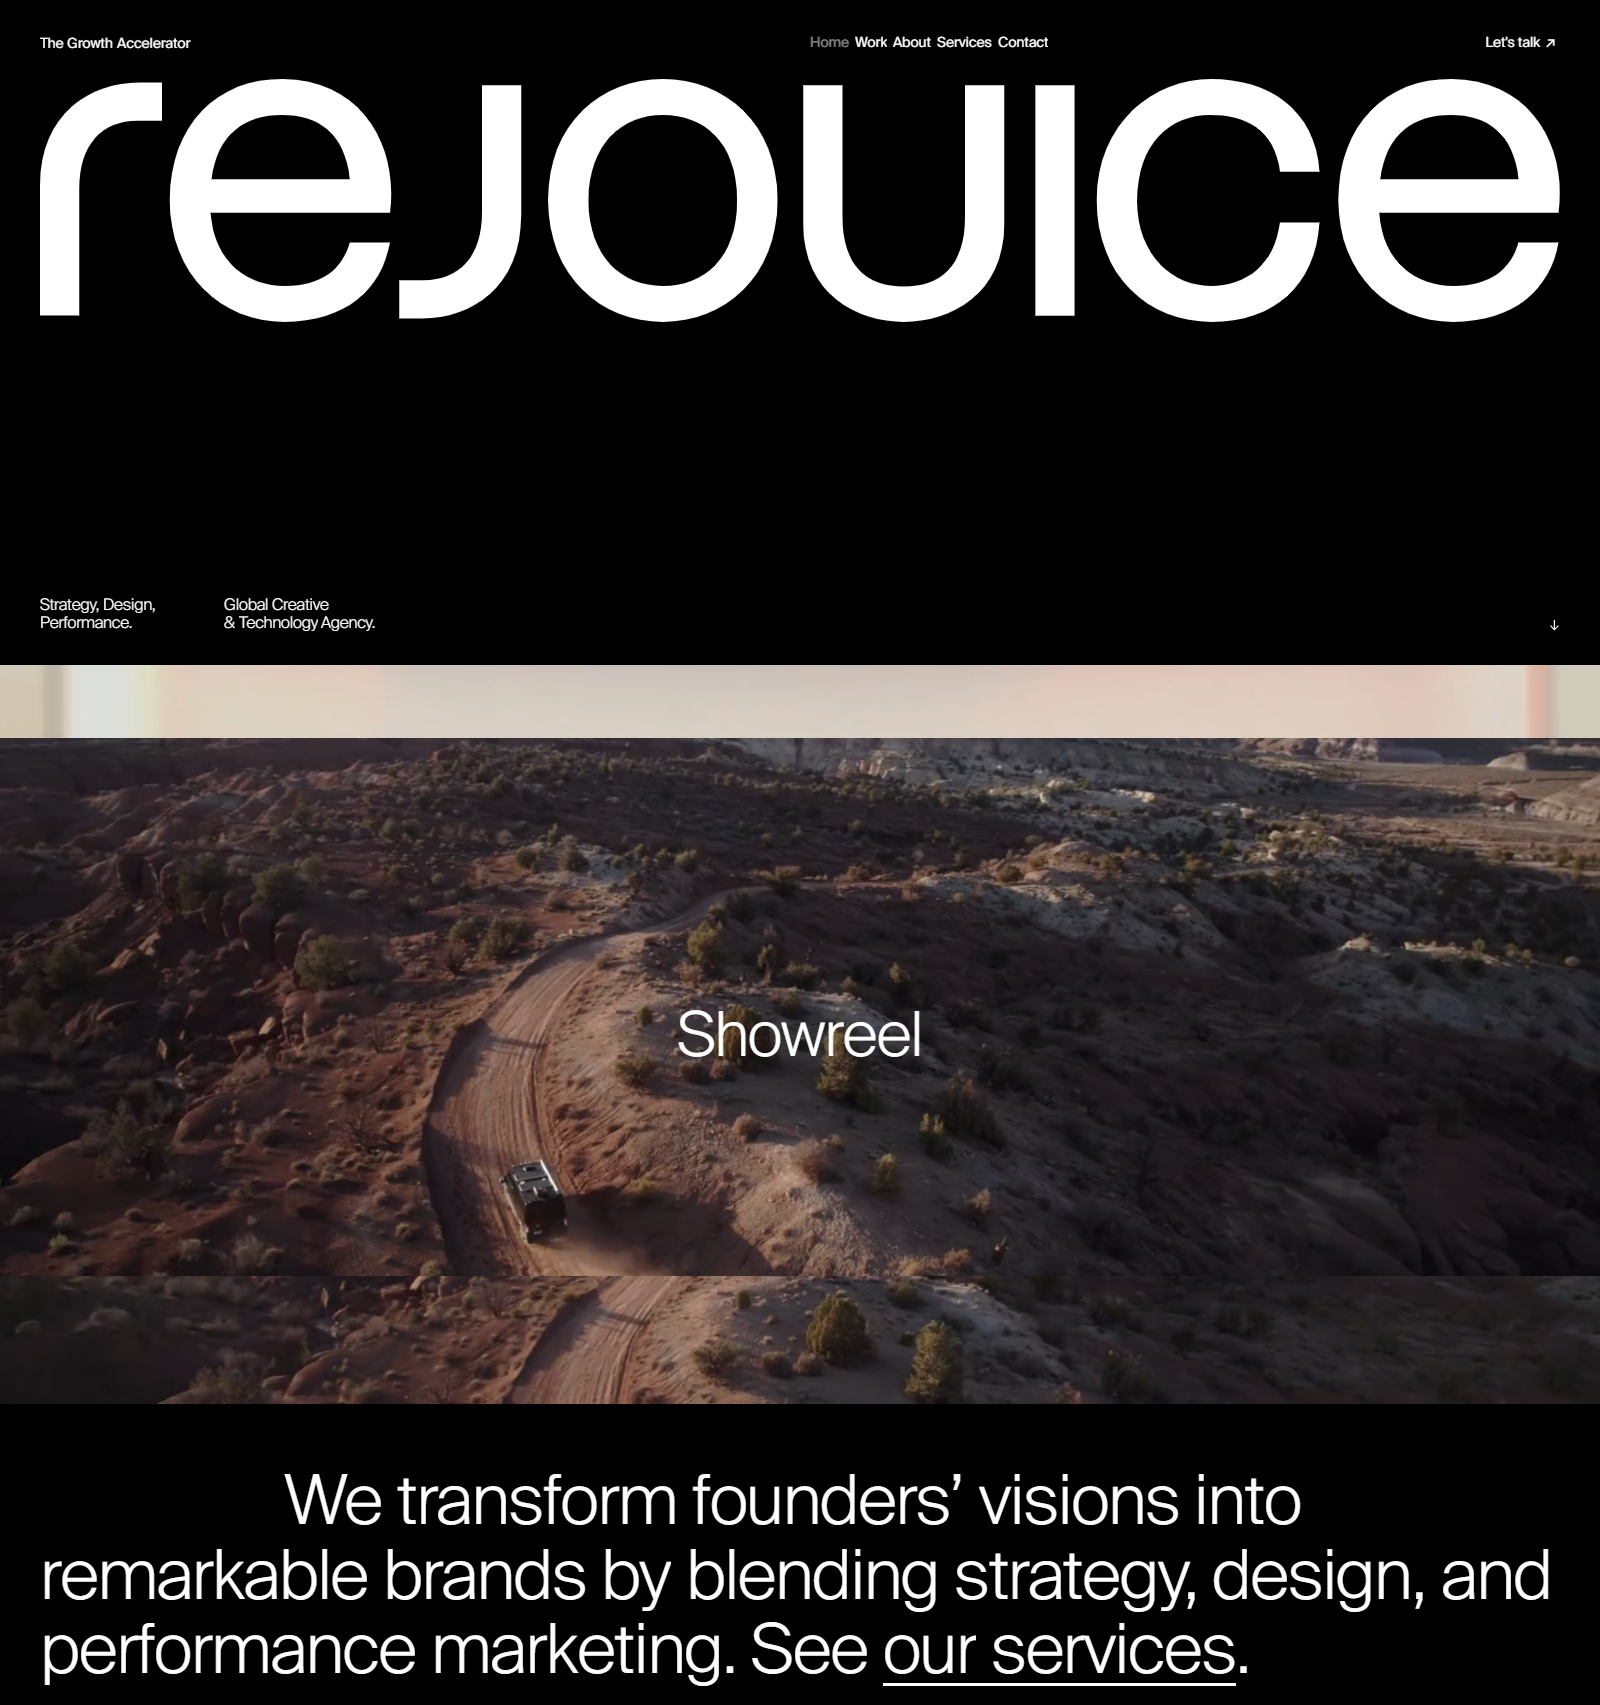 The Growth Accelerator
Home Work About Services Contact
Let's talk ↗
reJouIce
Strategy, Design,
Performance.
Global Creative
& Technology Agency.
↓
Showreel
We transform founders’ visions into
remarkable brands by blending strategy, design, and
performance marketing. See our services.